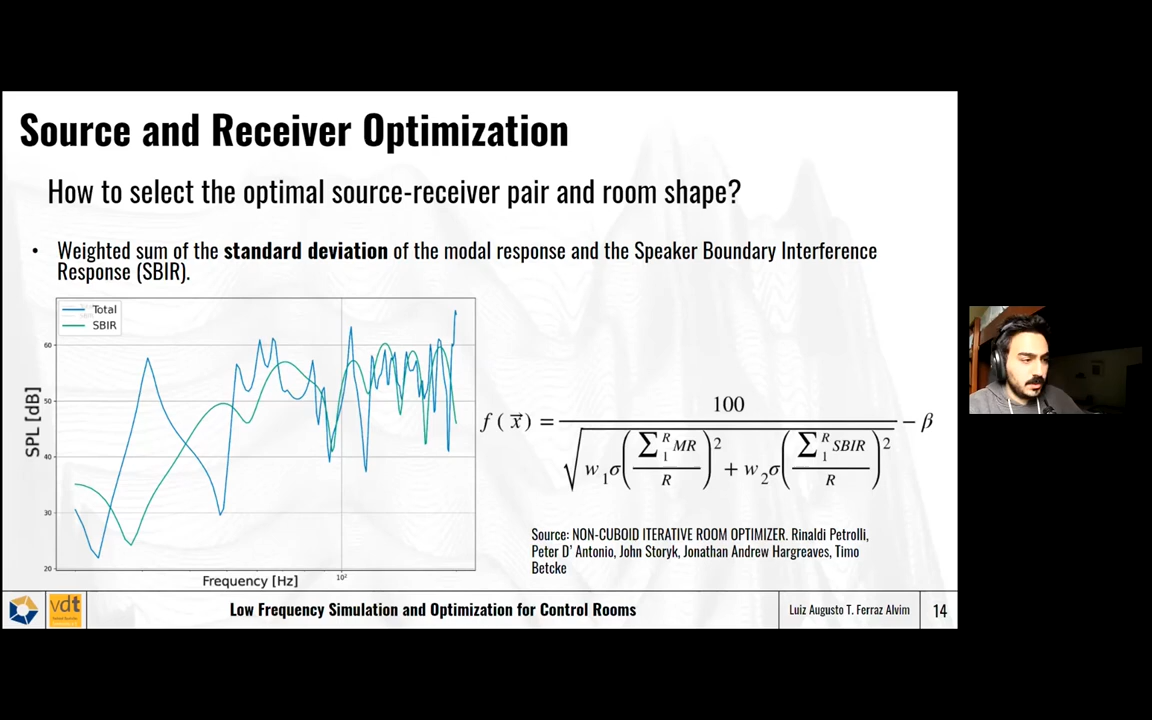 Source and Receiver Optimization
How to select the optimal source-receiver pair and room shape?
• Weighted sum of the standard deviation of the modal response and the Speaker Boundary Interference
Response (SBIR).
Total
SBIR
60
50
40
30
20
SPL [dB]
Frequency [Hz]
10²
f(x⃗) = 100 / √(w₁σ(∑₁ᴿ MR / R)² + w₂σ(∑₁ᴿ SBIR / R)²) − β
Source: NON-CUBOID ITERATIVE ROOM OPTIMIZER. Rinaldi Petrolli,
Peter D' Antonio, John Storyk, Jonathan Andrew Hargreaves, Timo
Betcke
vdt
Low Frequency Simulation and Optimization for Control Rooms
Luiz Augusto T. Ferraz Alvim
14